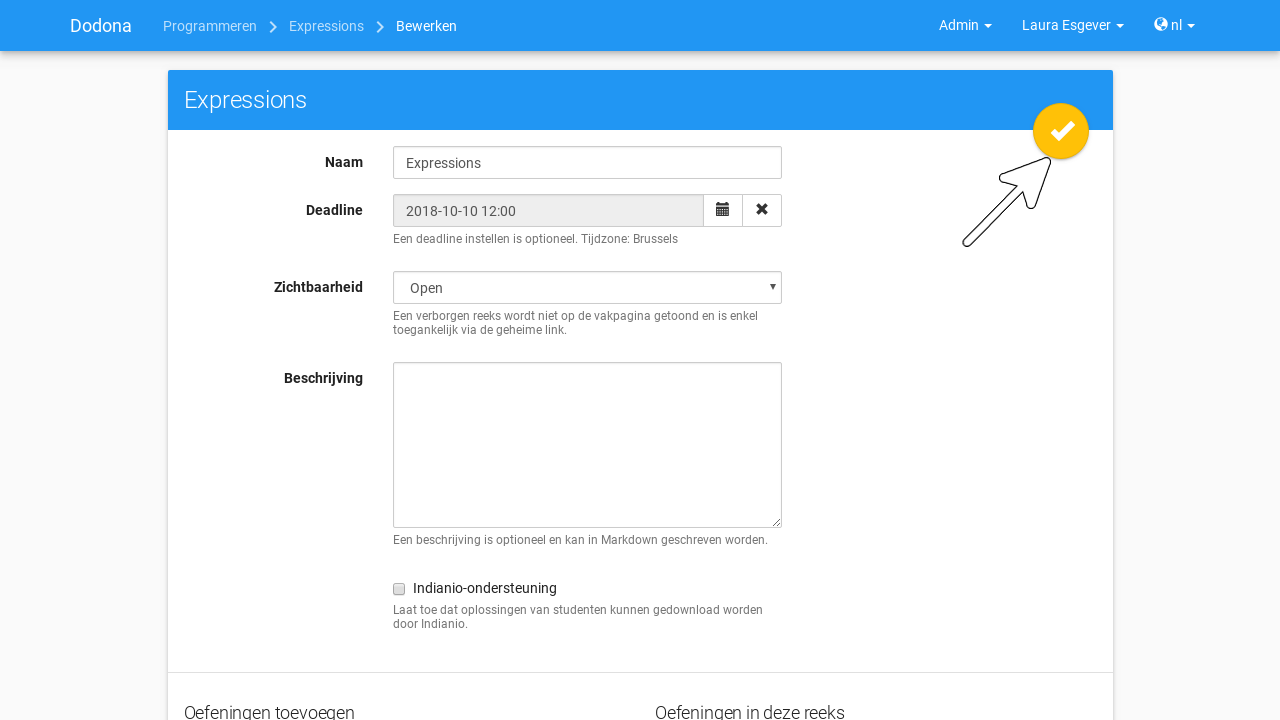 Dodona Programmeren Expressions Bewerken Admin Laura Esgever nl
Expressions
Naam Expressions
Deadline 2018-10-10 12:00
Een deadline instellen is optioneel. Tijdzone: Brussels
Zichtbaarheid Open
Een verborgen reeks wordt niet op de vakpagina getoond en is enkel
toegankelijk via de geheime link.
Beschrijving
Een beschrijving is optioneel en kan in Markdown geschreven worden.
Indianio-ondersteuning
Laat toe dat oplossingen van studenten kunnen gedownload worden
door Indianio.
Oefeningen toevoegen Oefeningen in deze reeks